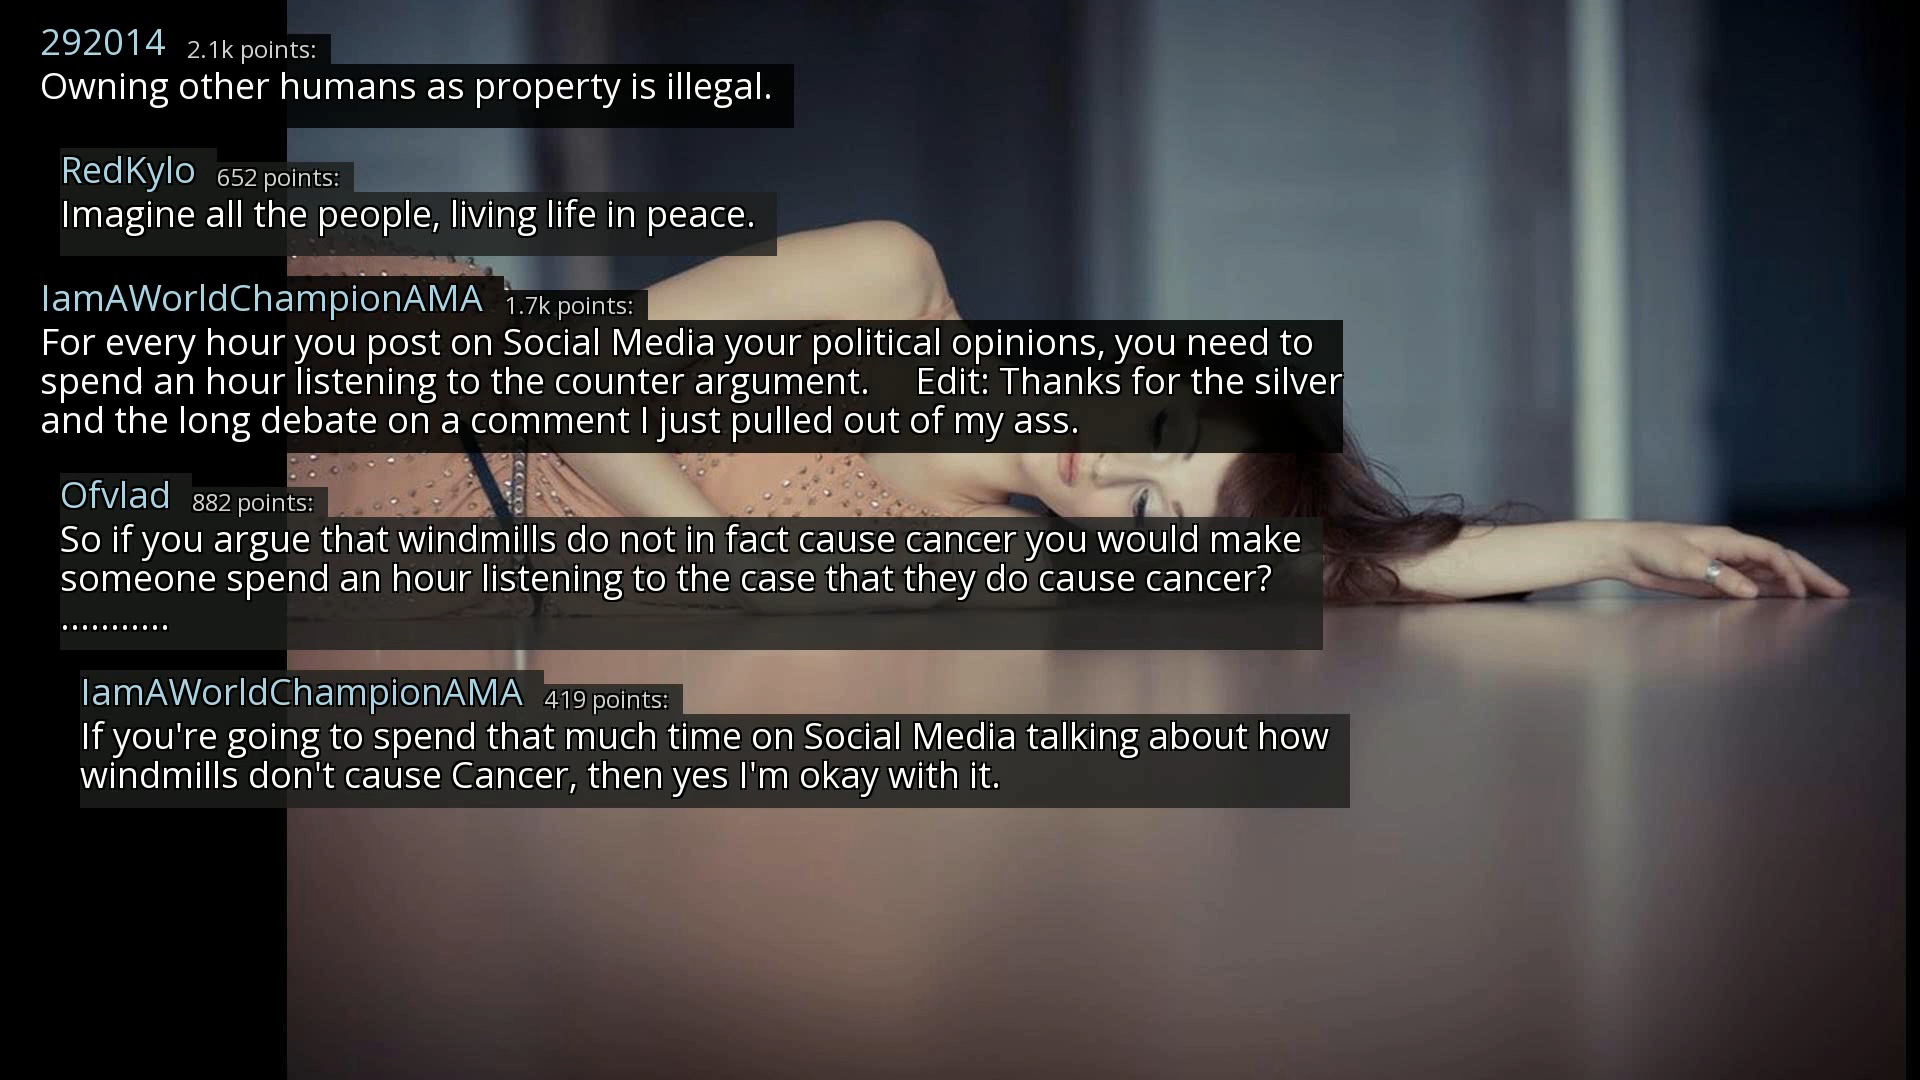 292014 2.1k points:
Owning other humans as property is illegal.
RedKylo 652 points:
Imagine all the people, living life in peace.
IamAWorldChampionAMA 1.7k points:
For every hour you post on Social Media your political opinions, you need to
spend an hour listening to the counter argument. Edit: Thanks for the silver
and the long debate on a comment I just pulled out of my ass.
Ofvlad 882 points:
So if you argue that windmills do not in fact cause cancer you would make
someone spend an hour listening to the case that they do cause cancer?
...........
IamAWorldChampionAMA 419 points:
If you're going to spend that much time on Social Media talking about how
windmills don't cause Cancer, then yes I'm okay with it.